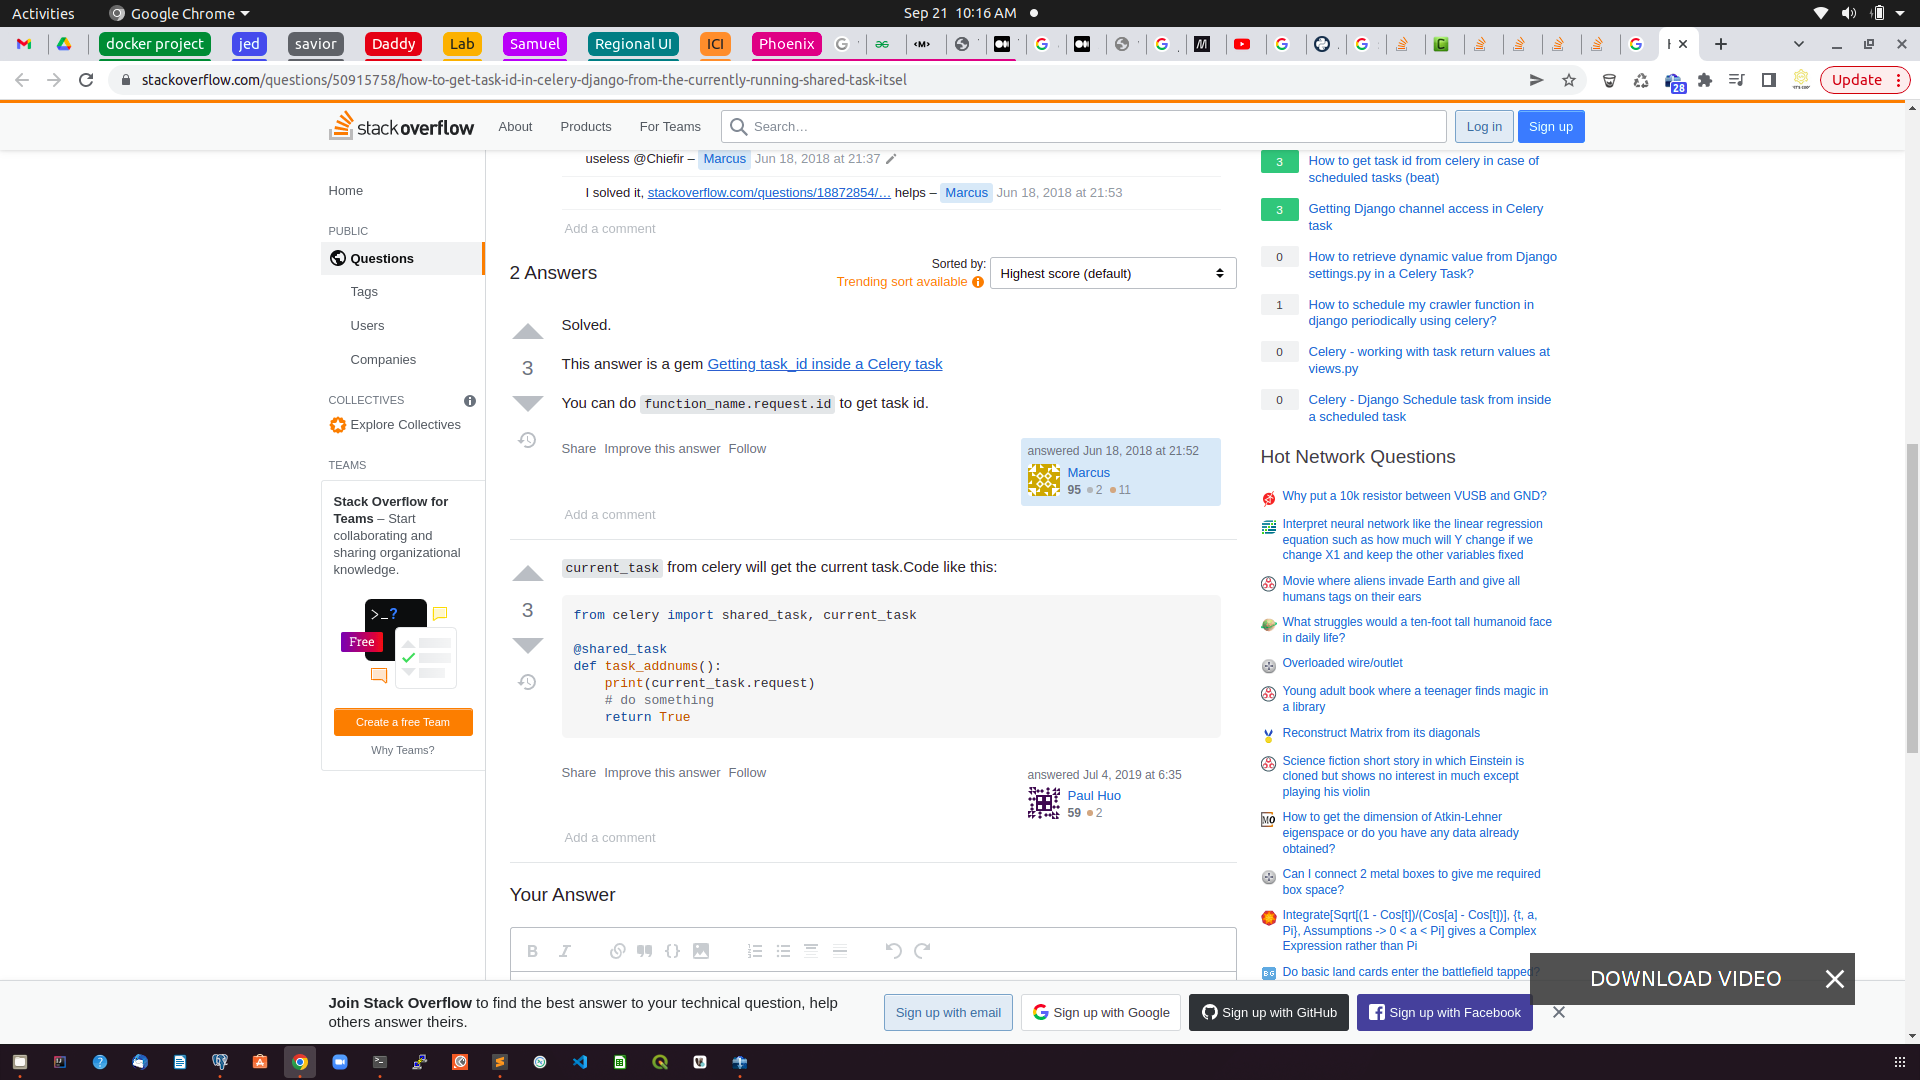 Activities
Google Chrome
Sep 21 10:16 AM
docker project
jed
savior
Daddy
Lab
Samuel
Regional UI
ICI
Phoenix
stackoverflow.com/questions/50915758/how-to-get-task-id-in-celery-django-from-the-currently-running-shared-task-itsel
28
Update
stackoverflow
About
Products
For Teams
Search…
Log in
Sign up
Home
PUBLIC
Questions
Tags
Users
Companies
COLLECTIVES
Explore Collectives
TEAMS
Stack Overflow for
Teams – Start
collaborating and
sharing organizational
knowledge.
>_?
Free
Create a free Team
Why Teams?
useless @Chiefir – Marcus Jun 18, 2018 at 21:37
I solved it, stackoverflow.com/questions/18872854/… helps – Marcus Jun 18, 2018 at 21:53
Add a comment
2 Answers
Sorted by:
Trending sort available
Highest score (default)
3
Solved.
This answer is a gem Getting task_id inside a Celery task
You can do function_name.request.id to get task id.
Share Improve this answer Follow
answered Jun 18, 2018 at 21:52
Marcus
95 2 11
Add a comment
3
current_task from celery will get the current task.Code like this:
from celery import shared_task, current_task
@shared_task
def task_addnums():
print(current_task.request)
# do something
return True
Share Improve this answer Follow
answered Jul 4, 2019 at 6:35
Paul Huo
59 2
Add a comment
Your Answer
B I
3 How to get task id from celery in case of
scheduled tasks (beat)
3 Getting Django channel access in Celery
task
0 How to retrieve dynamic value from Django
settings.py in a Celery Task?
1 How to schedule my crawler function in
django periodically using celery?
0 Celery - working with task return values at
views.py
0 Celery - Django Schedule task from inside
a scheduled task
Hot Network Questions
Why put a 10k resistor between VUSB and GND?
Interpret neural network like the linear regression
equation such as how much will Y change if we
change X1 and keep the other variables fixed
Movie where aliens invade Earth and give all
humans tags on their ears
What struggles would a ten-foot tall humanoid face
in daily life?
Overloaded wire/outlet
Young adult book where a teenager finds magic in
a library
Reconstruct Matrix from its diagonals
Science fiction short story in which Einstein is
cloned but shows no interest in much except
playing his violin
How to get the dimension of Atkin-Lehner
eigenspace or do you have any data already
obtained?
Can I connect 2 metal boxes to give me required
box space?
Integrate[Sqrt[(1 - Cos[t])/(Cos[a] - Cos[t])], {t, a,
Pi}, Assumptions -> 0 < a < Pi] gives a Complex
Expression rather than Pi
Do basic land cards enter the battlefield tapped?
DOWNLOAD VIDEO
Join Stack Overflow to find the best answer to your technical question, help
others answer theirs.
Sign up with email
Sign up with Google
Sign up with GitHub
Sign up with Facebook